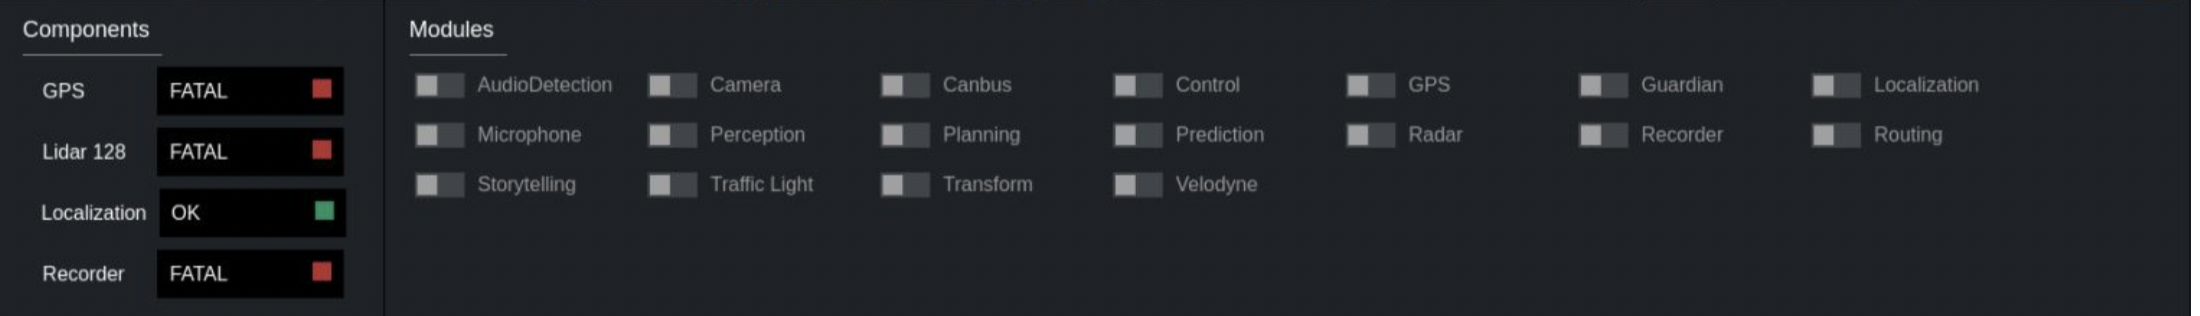 Components
GPS FATAL
Lidar 128 FATAL
Localization OK
Recorder FATAL
Modules
AudioDetection Camera Canbus Control GPS Guardian Localization
Microphone Perception Planning Prediction Radar Recorder Routing
Storytelling Traffic Light Transform Velodyne